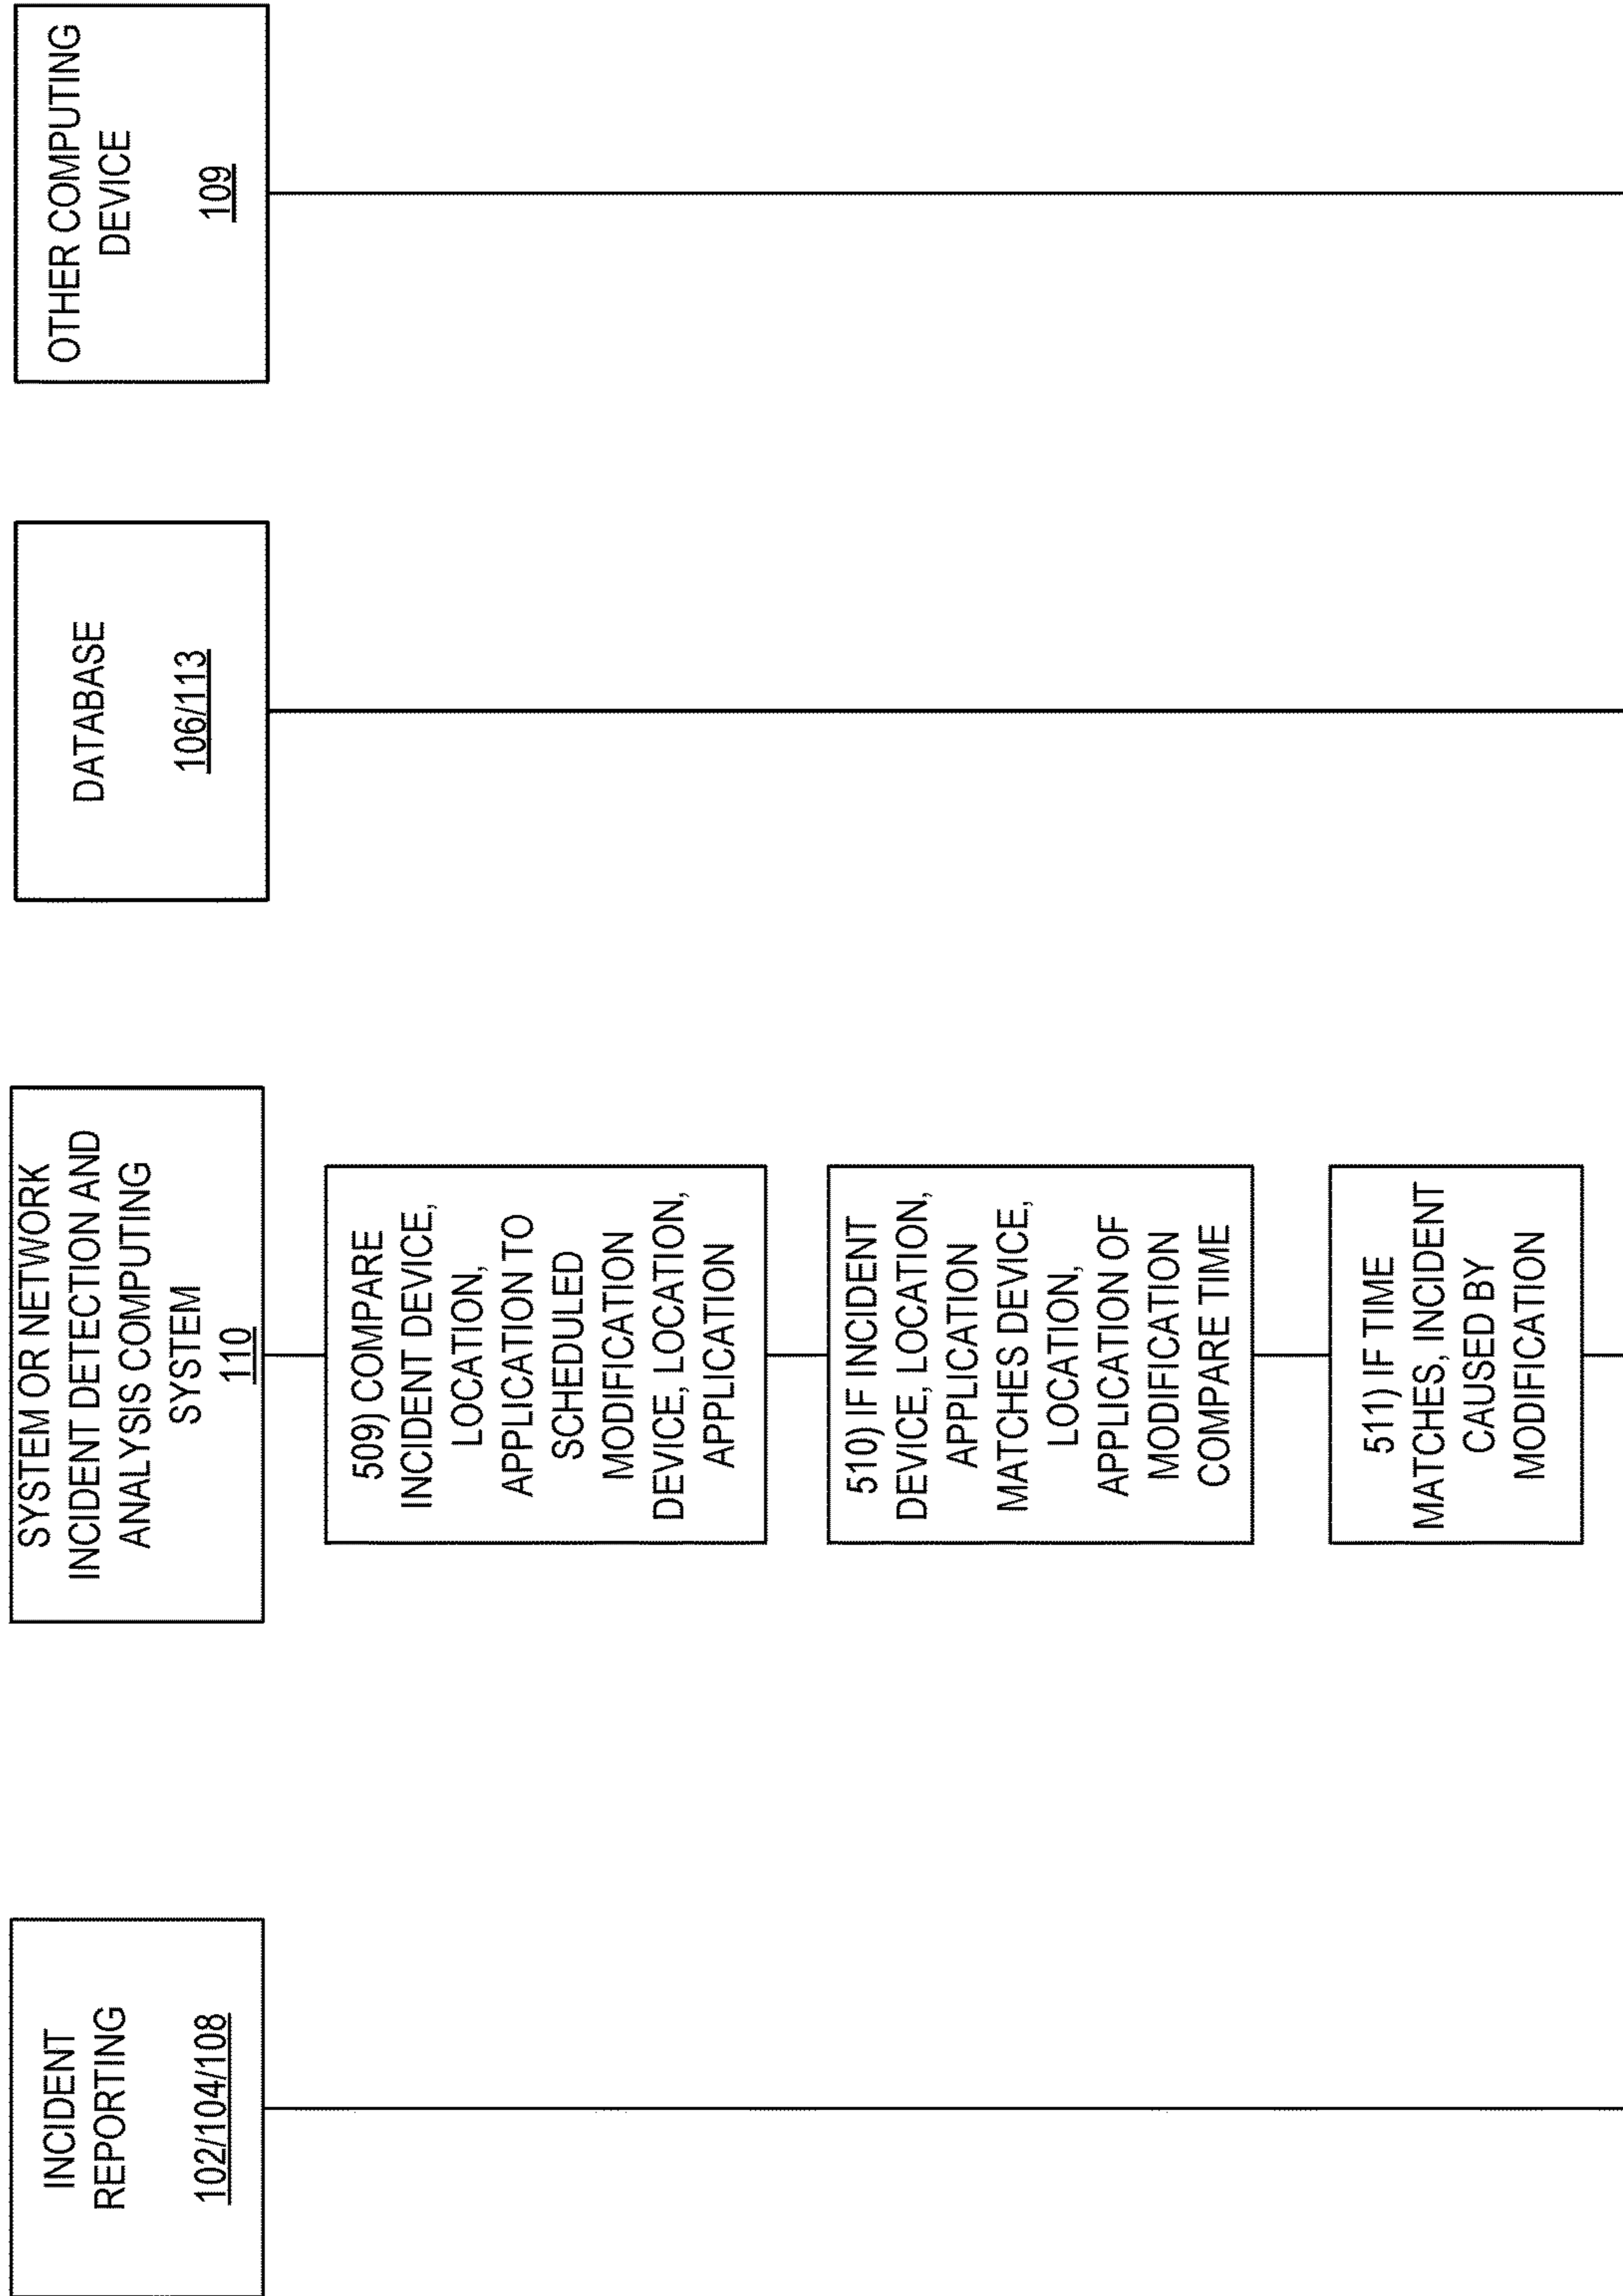 INCIDENT
REPORTING
102/104/108
SYSTEM OR NETWORK
INCIDENT DETECTION AND
ANALYSIS COMPUTING
SYSTEM
110
DATABASE
106/113
OTHER COMPUTING
DEVICE
109
509) COMPARE
INCIDENT DEVICE,
LOCATION,
APPLICATION TO
SCHEDULED
MODIFICATION
DEVICE, LOCATION,
APPLICATION
510) IF INCIDENT
DEVICE, LOCATION,
APPLICATION
MATCHES DEVICE,
LOCATION,
APPLICATION OF
MODIFICATION
COMPARE TIME
511) IF TIME
MATCHES, INCIDENT
CAUSED BY
MODIFICATION